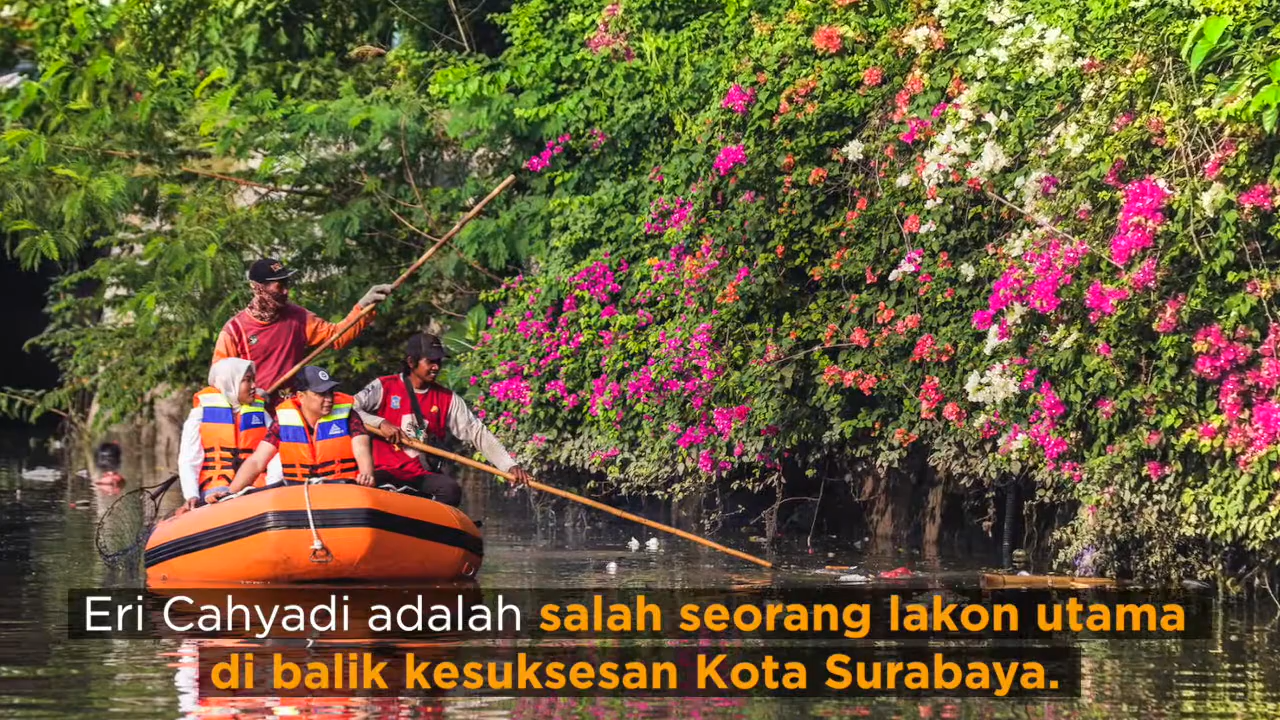 Eri Cahyadi adalah salah seorang lakon utama
di balik kesuksesan Kota Surabaya.